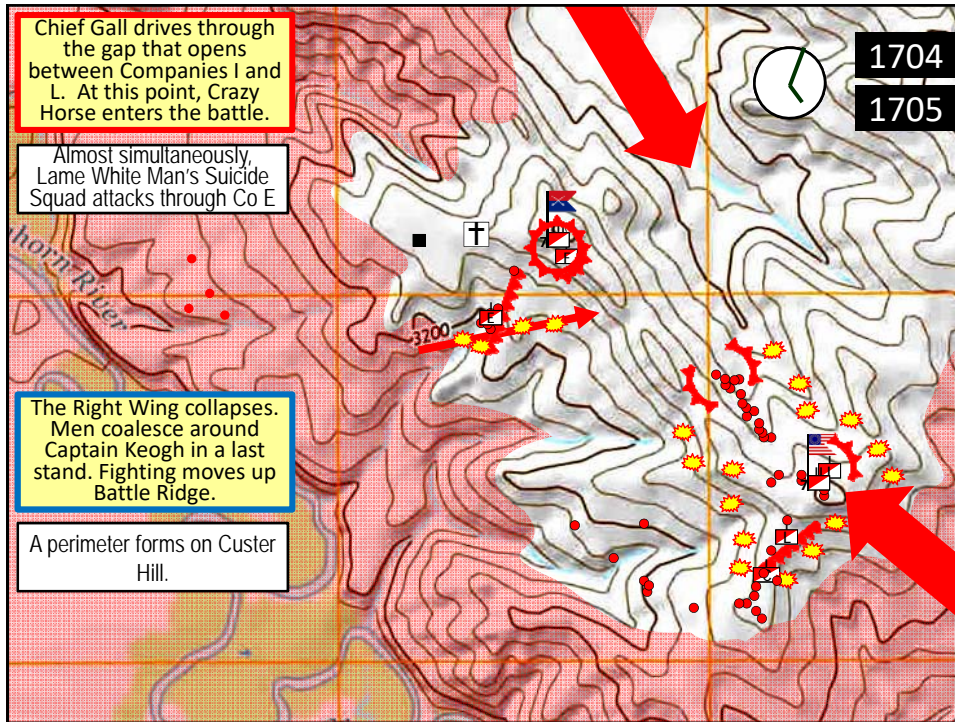 Chief Gall drives through
the gap that opens
between Companies I and
L. At this point, Crazy
Horse enters the battle.
1704
1705
Almost simultaneously,
Lame White Man's Suicide
Squad attacks through Co E
horn River
E
E
3200
The Right Wing collapses.
Men coalesce around
Captain Keogh in a last
stand. Fighting moves up
Battle Ridge.
L
A perimeter forms on Custer
Hill.